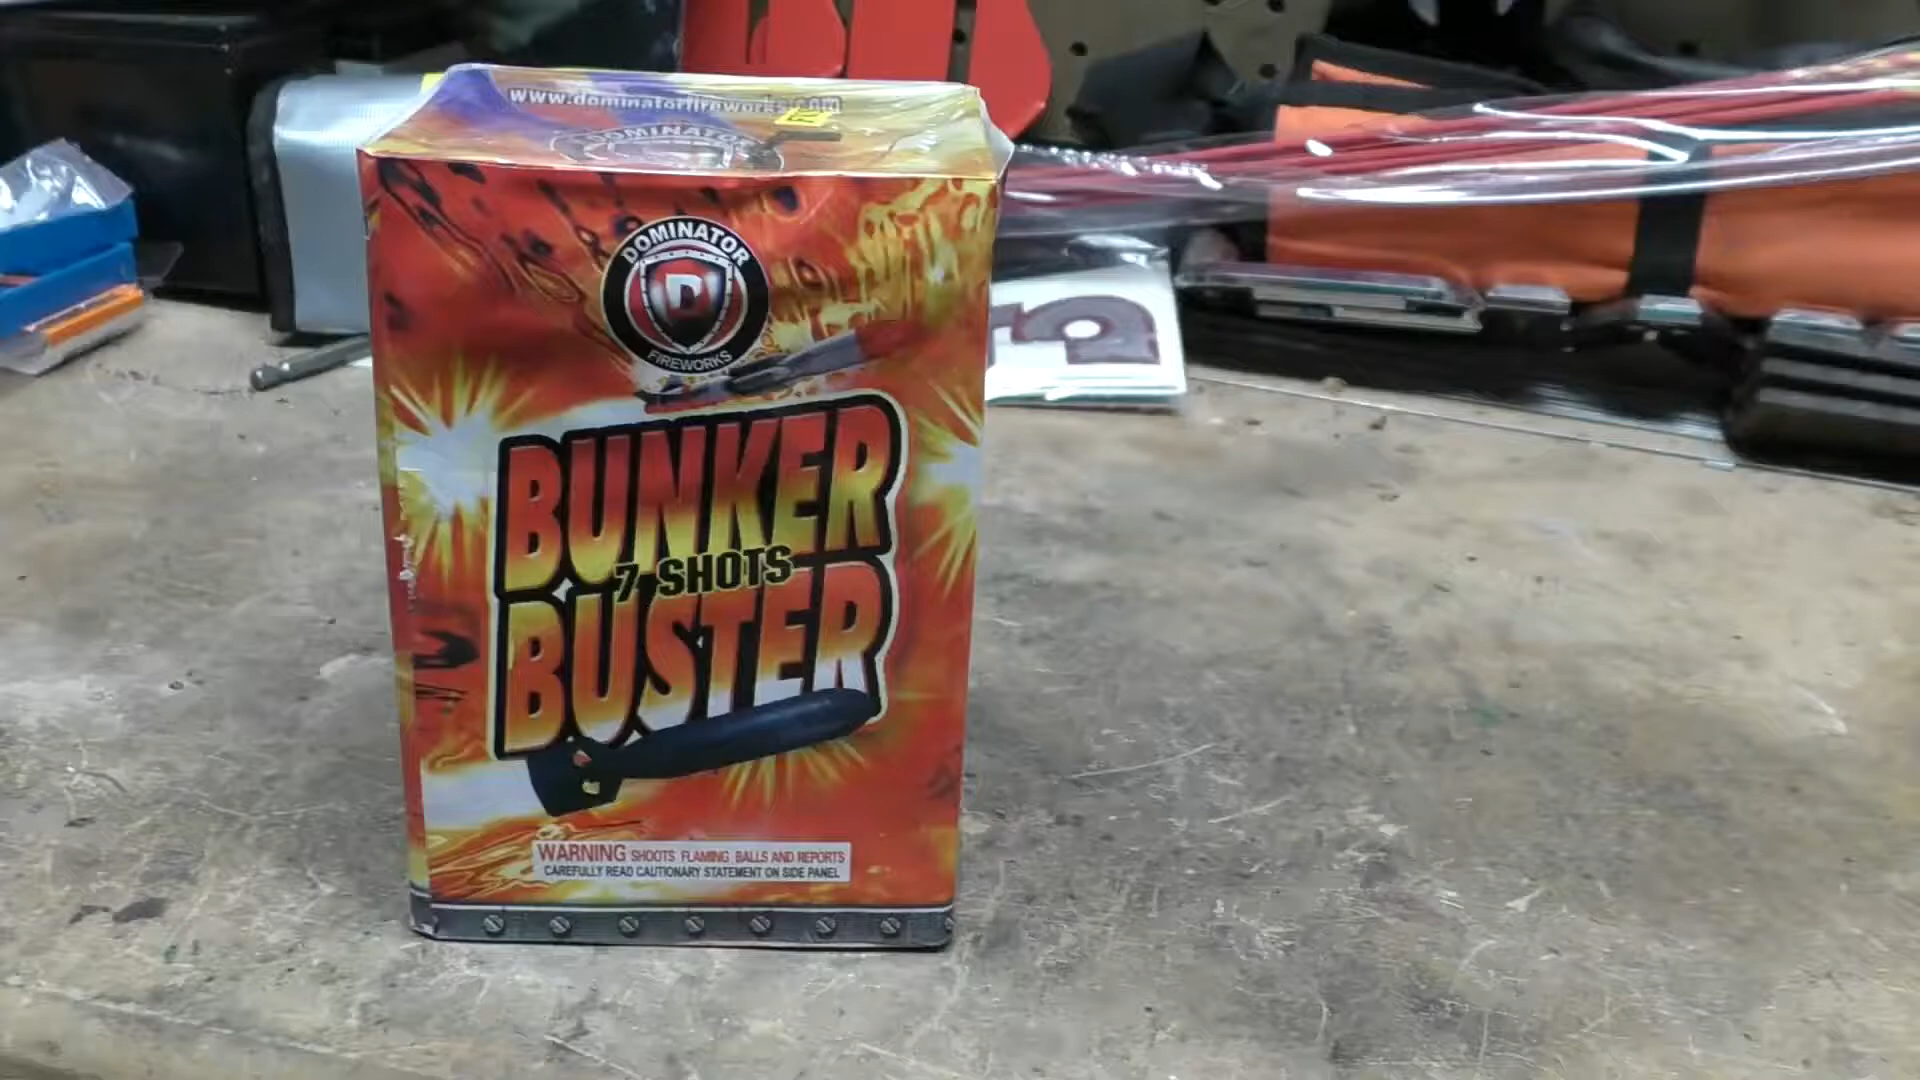 www.dominatorfireworks.com
DOMINATOR
DOMINATOR
D
FIREWORKS
BUNKER
7 SHOTS
BUSTER
WARNING SHOOTS FLAMING BALLS AND REPORTS
CAREFULLY READ CAUTIONARY STATEMENT ON SIDE PANEL